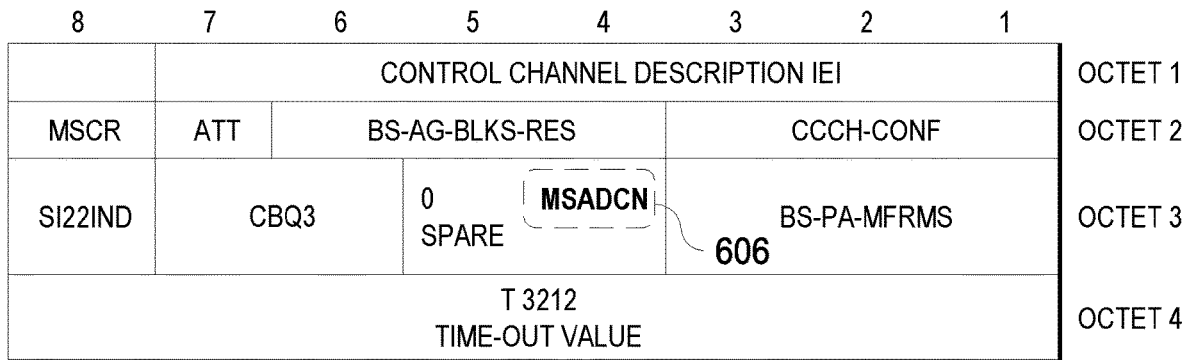 8 7 6 5 4 3 2 1
CONTROL CHANNEL DESCRIPTION IEI OCTET 1
MSCR ATT BS-AG-BLKS-RES CCCH-CONF OCTET 2
SI22IND CBQ3 0 MSADCN BS-PA-MFRMS OCTET 3
SPARE
606
T 3212 OCTET 4
TIME-OUT VALUE